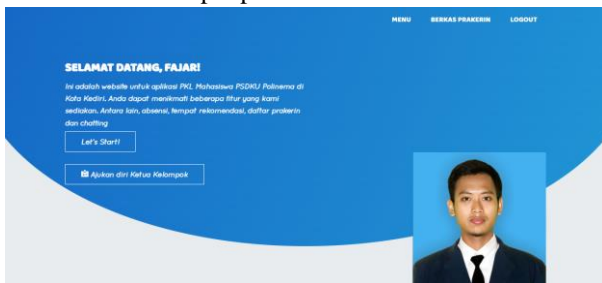 MENU BERKAS PRAKERIN LOGOUT
SELAMAT DATANG, FAJAR!
Ini adalah website untuk aplikasi PKL Mahasiswa PSDKU Polinema di
Kota Kediri. Anda dapat menikmati beberapa fitur yang kami
sediakan. Antara lain, absensi, tempat rekomendasi, daftar prakerin
dan chatting
Let's Start!
Ajukan diri Ketua Kelompok